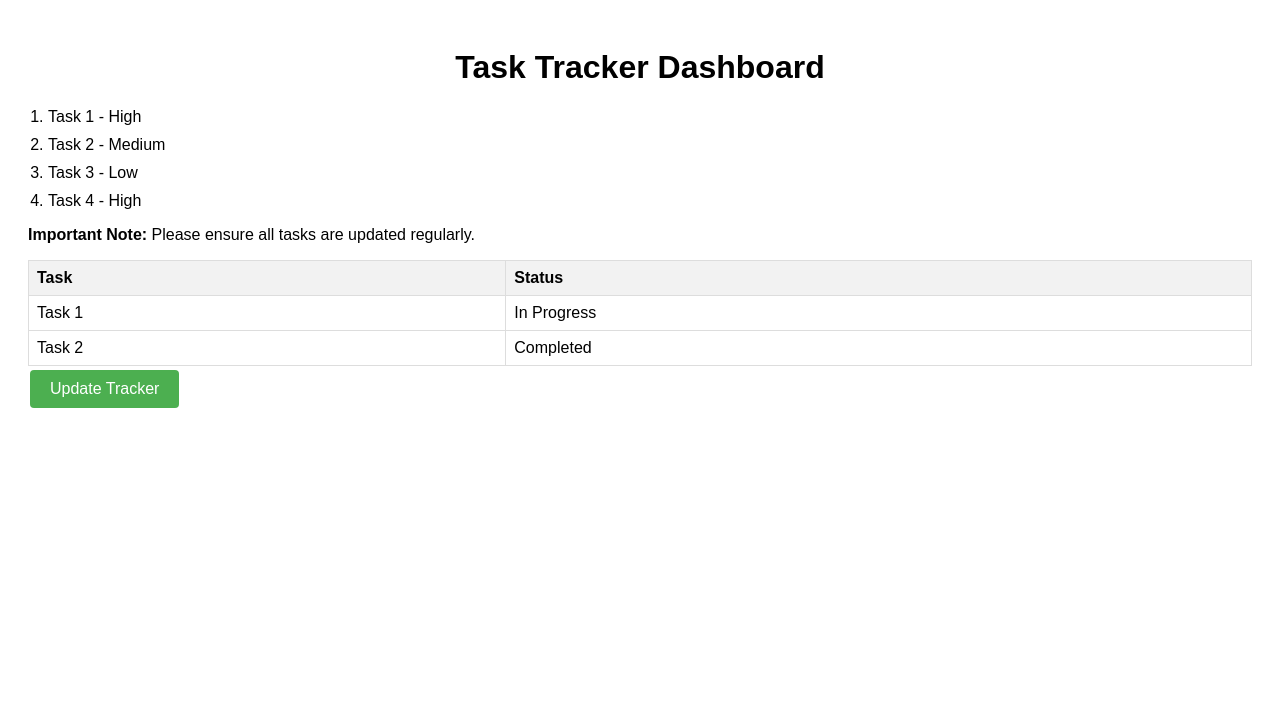 Task Tracker Dashboard
1. Task 1 - High
2. Task 2 - Medium
3. Task 3 - Low
4. Task 4 - High
Important Note: Please ensure all tasks are updated regularly.
Task Status
Task 1 In Progress
Task 2 Completed
Update Tracker